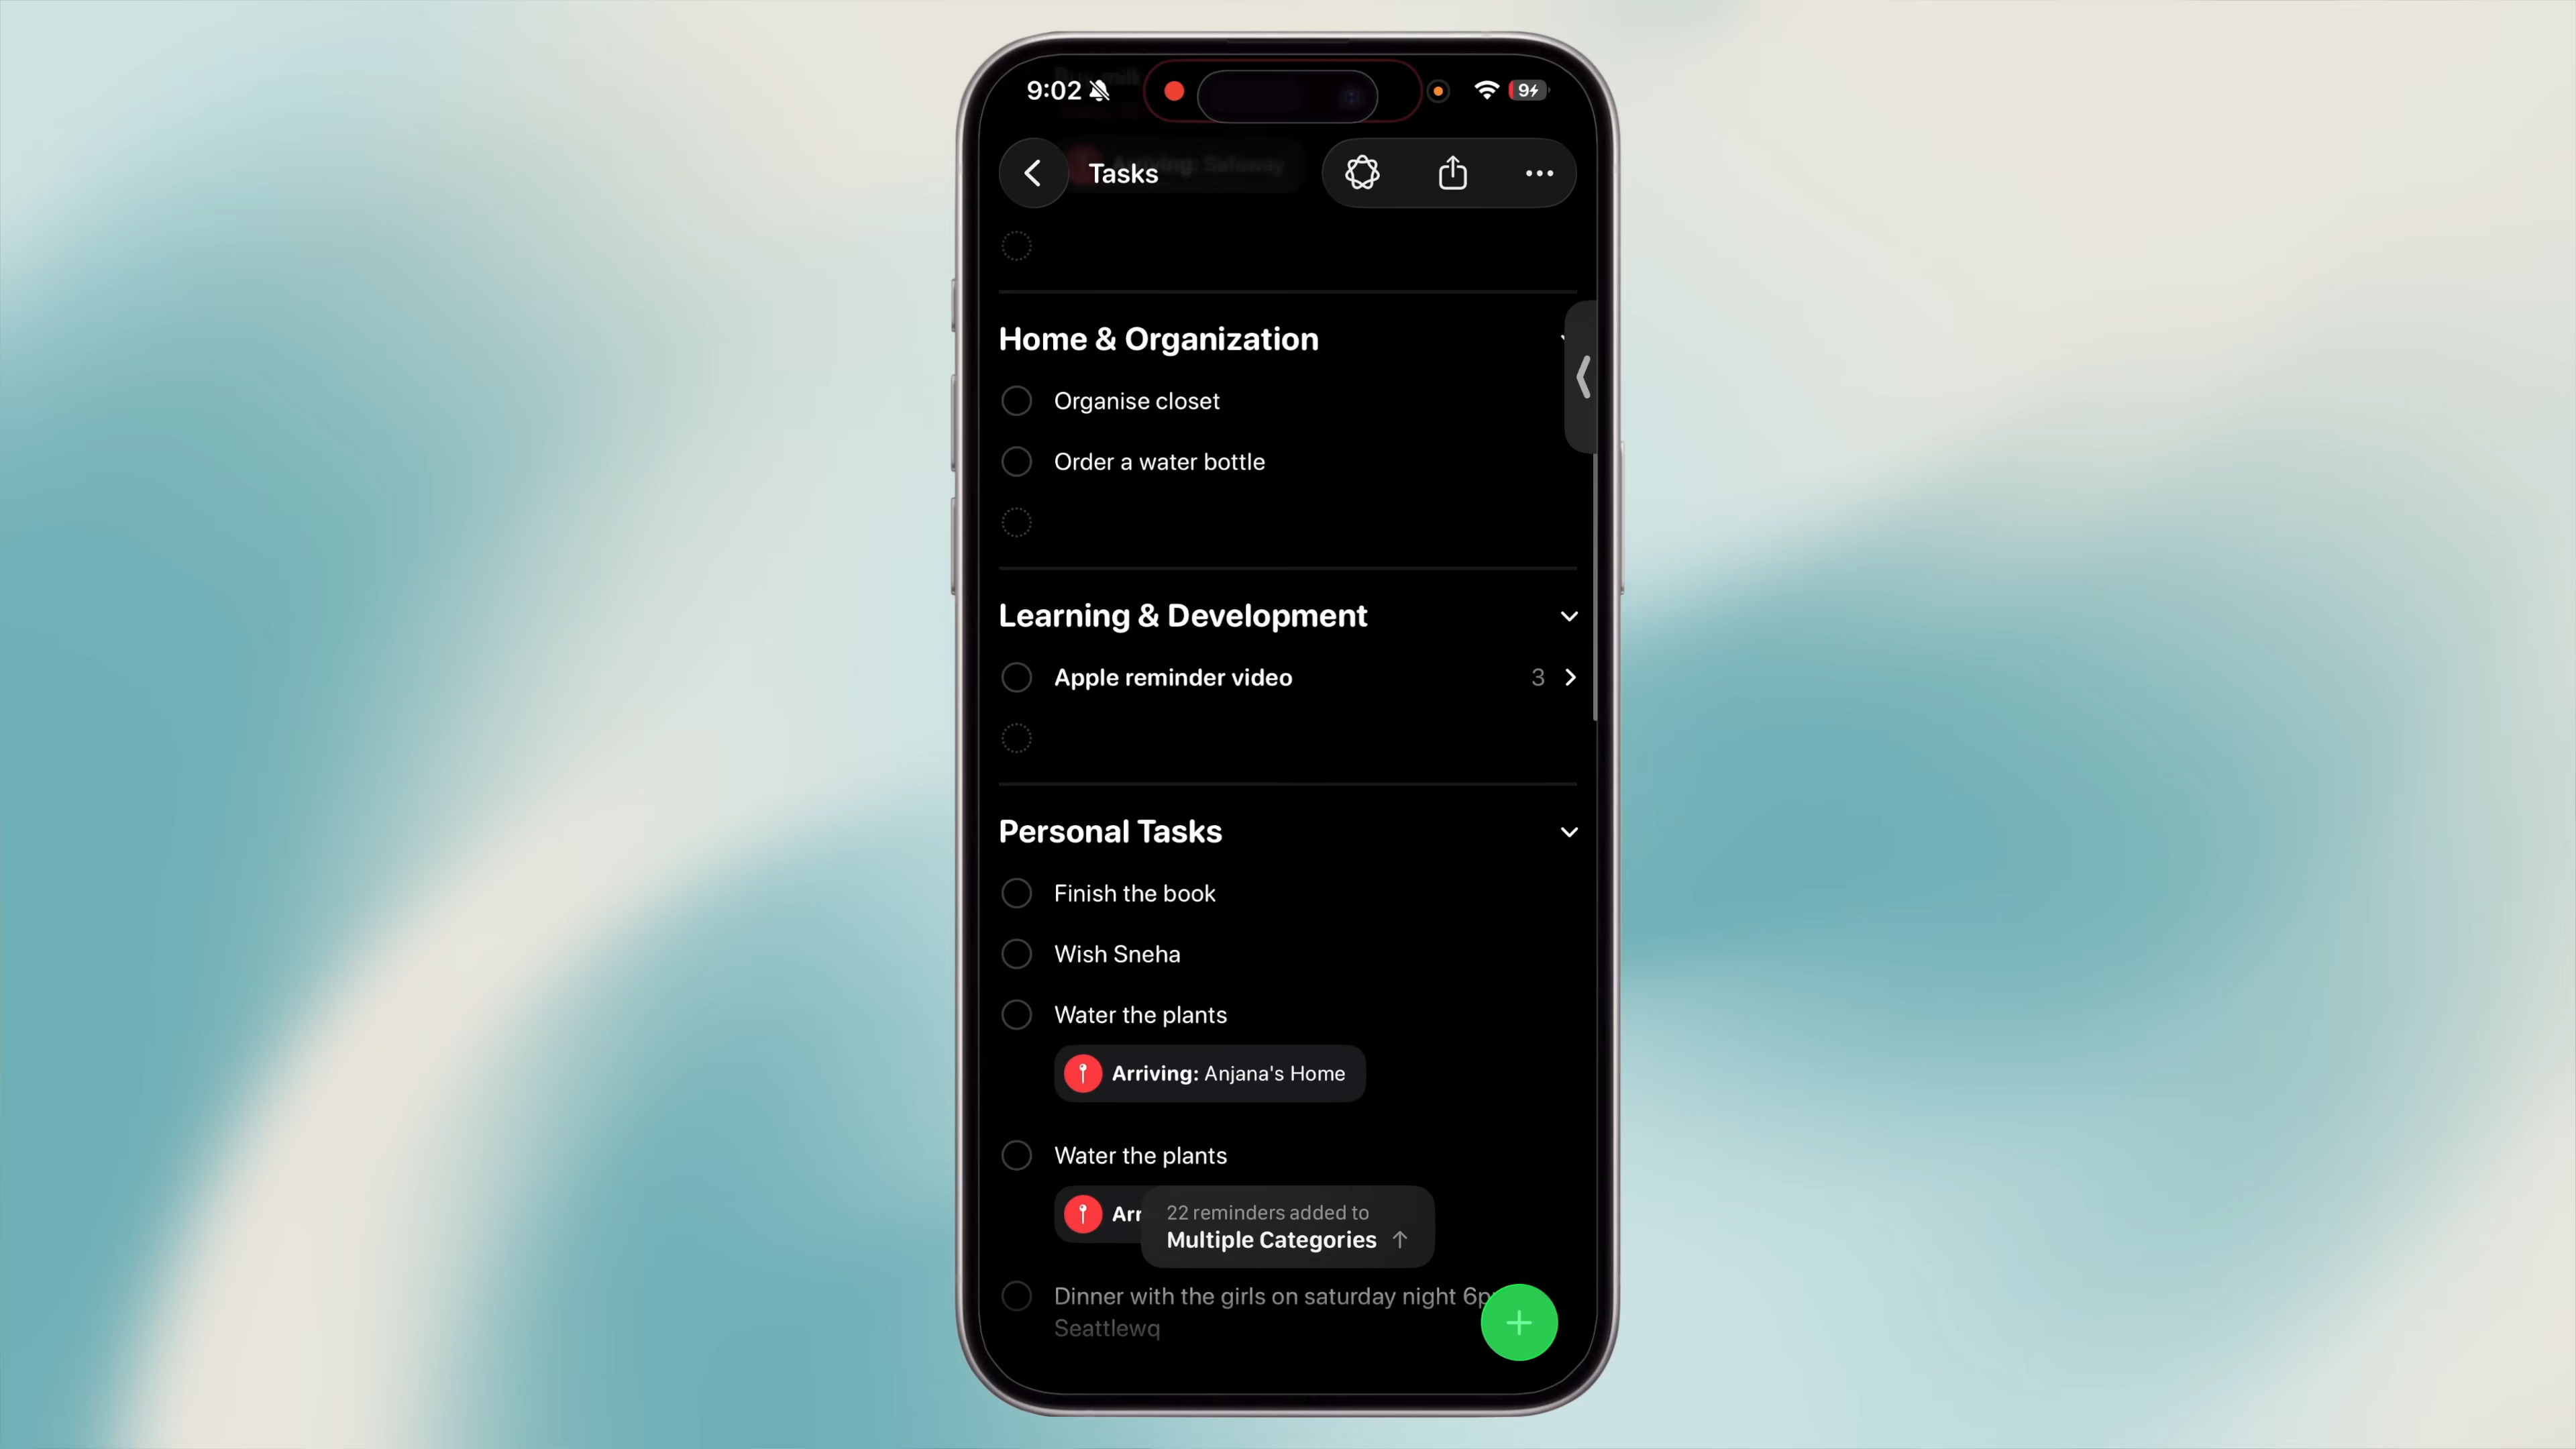 9:02
9
Tasks
Home & Organization
Organise closet
Order a water bottle
Learning & Development
Apple reminder video 3
Personal Tasks
Finish the book
Wish Sneha
Water the plants
Arriving: Anjana's Home
Water the plants
Arr
22 reminders added to
Multiple Categories
Dinner with the girls on saturday night 6p
Seattlewq